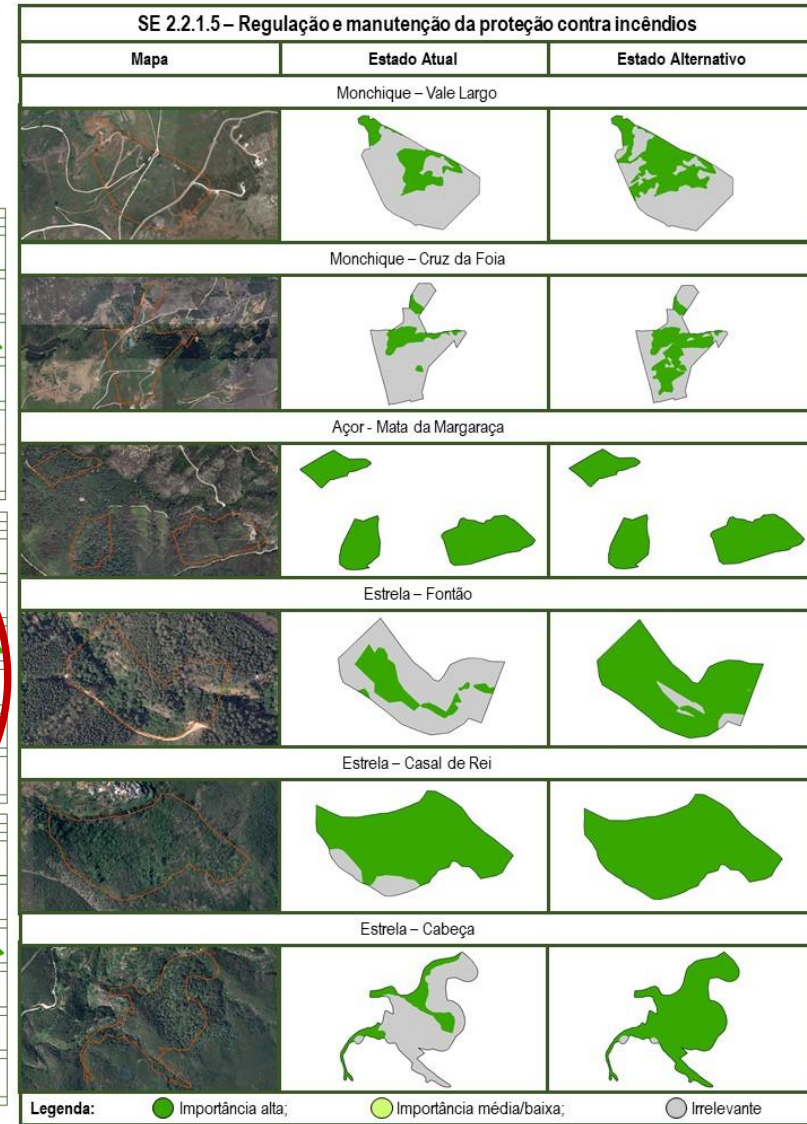 SE 2.2.1.5 – Regulação e manutenção da proteção contra incêndios
Mapa Estado Atual Estado Alternativo
Monchique – Vale Largo
Monchique – Cruz da Foia
Açor - Mata da Margaraça
Estrela – Fontão
Estrela – Casal de Rei
Estrela – Cabeça
Legenda: Importância alta; Importância média/baixa; Irrelevante